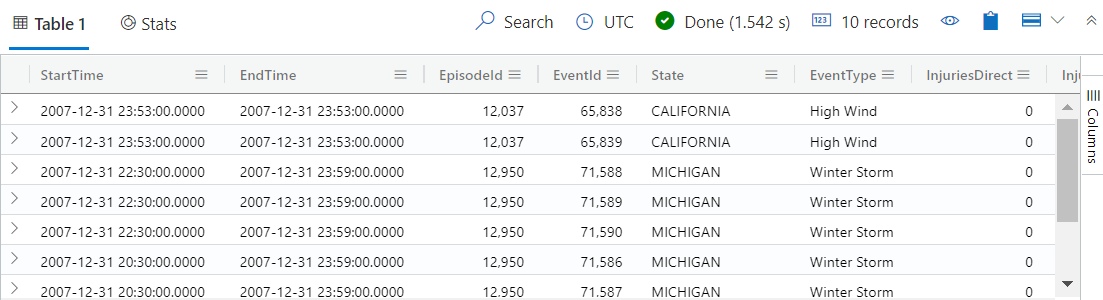 Table 1 Stats Search UTC Done (1.542 s) 123 10 records
StartTime EndTime EpisodeId EventId State EventType InjuriesDirect Inju
2007-12-31 23:53:00.0000 2007-12-31 23:53:00.0000 12,037 65,838 CALIFORNIA High Wind 0
2007-12-31 23:53:00.0000 2007-12-31 23:53:00.0000 12,037 65,839 CALIFORNIA High Wind 0
2007-12-31 22:30:00.0000 2007-12-31 23:59:00.0000 12,950 71,588 MICHIGAN Winter Storm 0
2007-12-31 22:30:00.0000 2007-12-31 23:59:00.0000 12,950 71,589 MICHIGAN Winter Storm 0
2007-12-31 22:30:00.0000 2007-12-31 23:59:00.0000 12,950 71,590 MICHIGAN Winter Storm 0
2007-12-31 20:30:00.0000 2007-12-31 23:59:00.0000 12,950 71,586 MICHIGAN Winter Storm 0
2007-12-31 20:30:00.0000 2007-12-31 23:59:00.0000 12,950 71,587 MICHIGAN Winter Storm 0
Columns